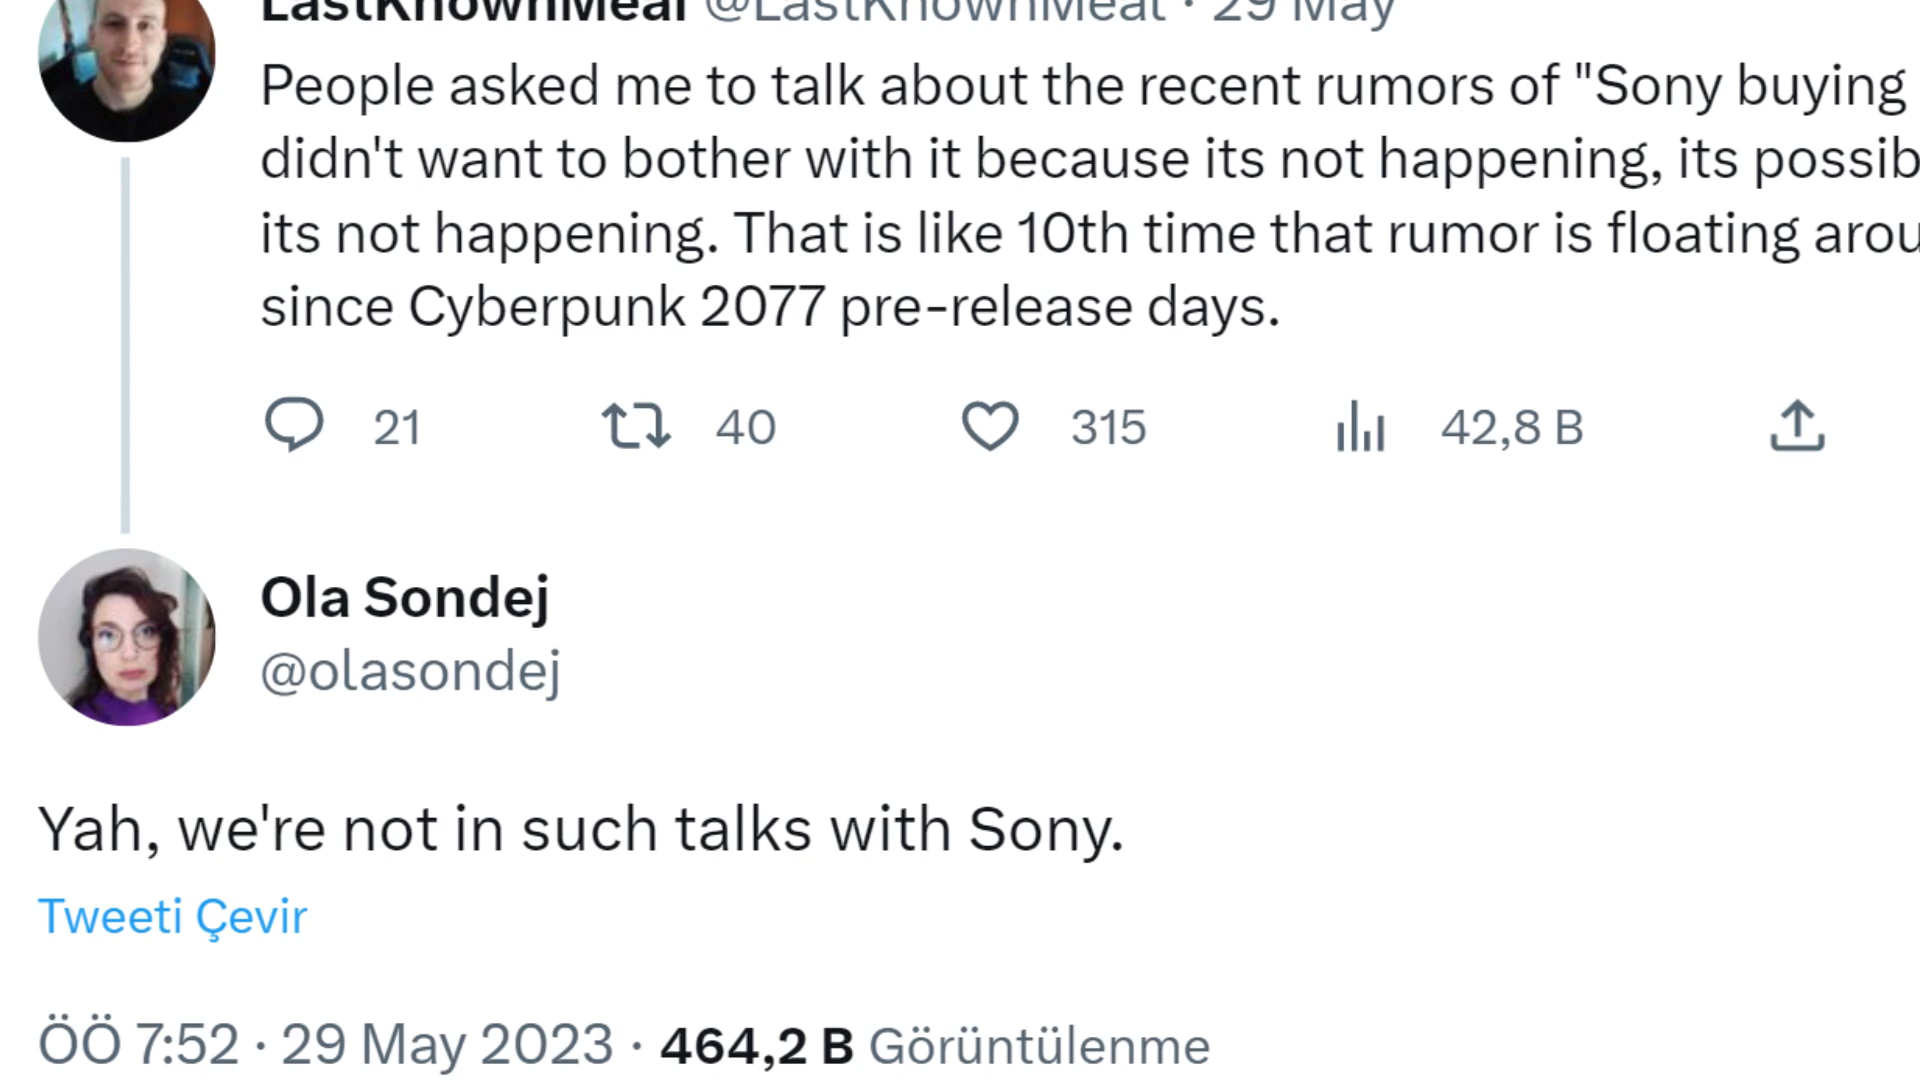 LastKnownMeal @LastKnownMeal · 29 May
People asked me to talk about the recent rumors of "Sony buying
didn't want to bother with it because its not happening, its possib
its not happening. That is like 10th time that rumor is floating arou
since Cyberpunk 2077 pre-release days.
21 40 315 42,8 B
Ola Sondej
@olasondej
Yah, we're not in such talks with Sony.
Tweeti Çevir
ÖÖ 7:52 · 29 May 2023 · 464,2 B Görüntülenme